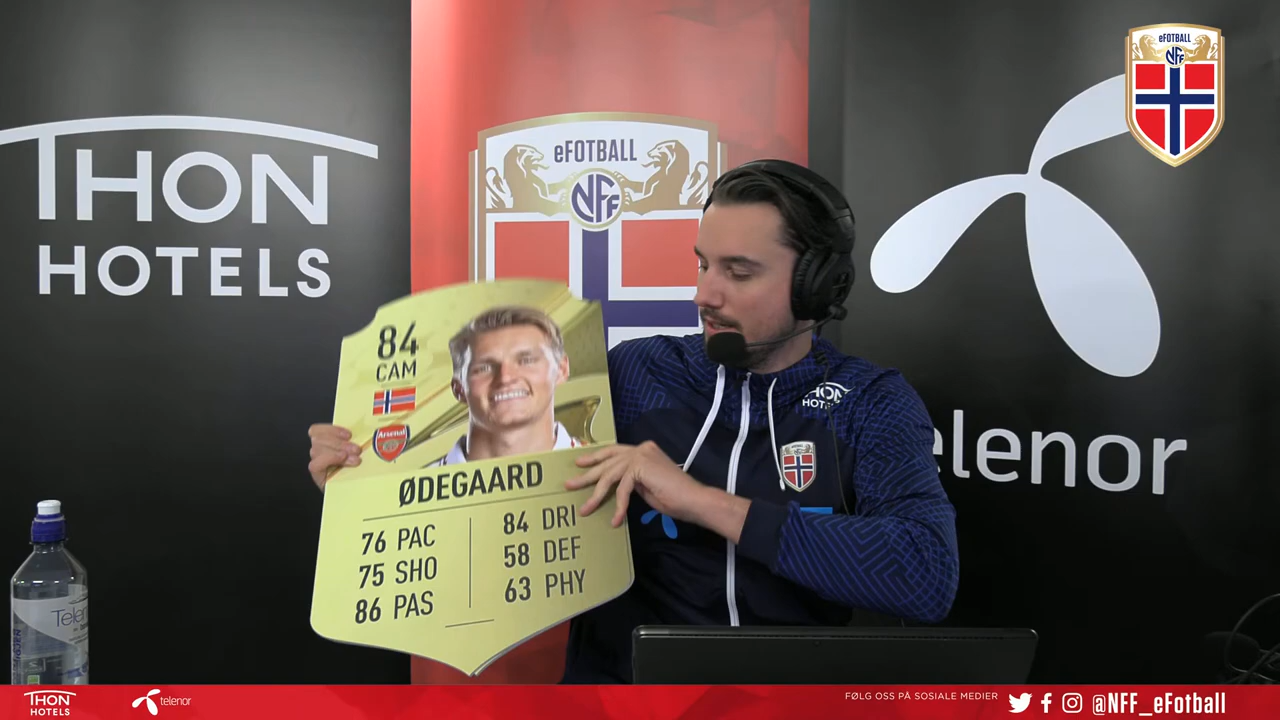 THON
HOTELS
eFOTBALL
NFF
eFOTBALL
NFF
84
CAM
Arsenal
ØDEGAARD
76 PAC
75 SHO
86 PAS
84 DRI
58 DEF
63 PHY
THON
HOTELS
elenor
THON
HOTELS
telenor
FØLG OSS PÅ SOSIALE MEDIER
@NFF_eFotball